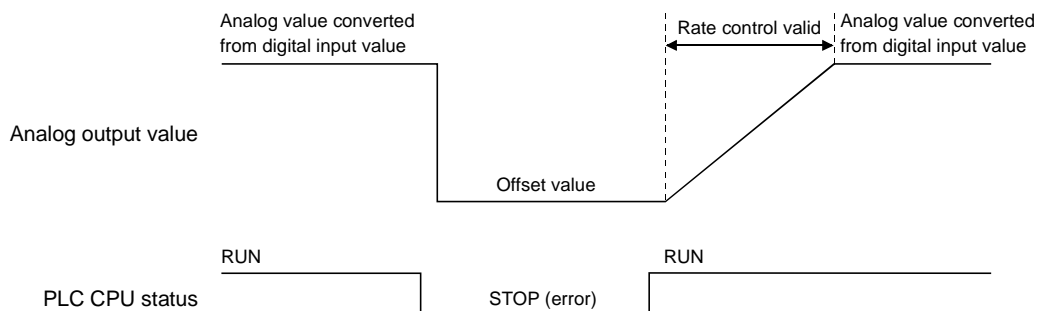 Analog value converted
from digital input value
Rate control valid
Analog value converted
from digital input value
Analog output value
Offset value
RUN
RUN
PLC CPU status
STOP (error)